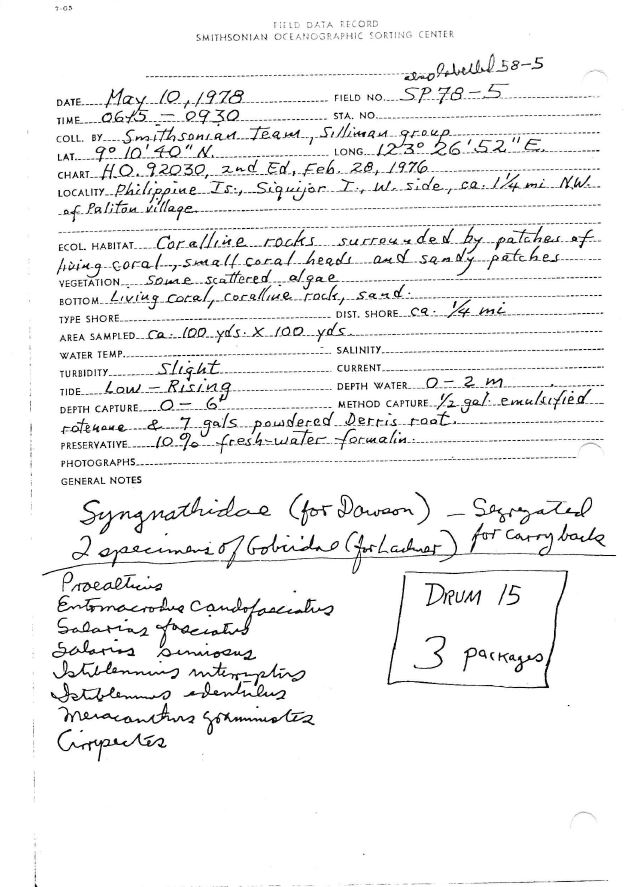 7-65
FIELD DATA RECORD
SMITHSONIAN OCEANOGRAPHIC SORTING CENTER
also labelled 58-5
DATE May 10, 1978 FIELD NO. SP 78-5
TIME 0645 - 0930 STA. NO.
COLL. BY Smithsonian Team, Silliman group
LAT. 9° 10' 40" N. LONG. 123° 26' 52" E.
CHART H.O. 92030, 2nd Ed, Feb. 28, 1976
LOCALITY Philippine Is., Siquijor I., W. side, ca. 1¼ mi N.W.
of Paliton village.
ECOL. HABITAT Coralline rocks surrounded by patches of
living coral, small coral heads and sandy patches
VEGETATION some scattered algae
BOTTOM Living coral, coralline rock, sand.
TYPE SHORE DIST. SHORE ca. ¼ mi
AREA SAMPLED ca. 100 yds. X 100 yds.
WATER TEMP. SALINITY
TURBIDITY Slight CURRENT
TIDE Low - Rising DEPTH WATER 0 - 2 m
DEPTH CAPTURE 0 - 6' METHOD CAPTURE ½ gal emulsified
rotenone & 7 gals powdered Derris root.
PRESERVATIVE 10% fresh-water formalin.
PHOTOGRAPHS
GENERAL NOTES
Syngnathidae (for Dawson) - Segregated
2 specimens of Gobiidae (for Lachner) for carry back
Proealticus
Entomacrodus caudofasciatus
Salarias fasciatus
Salarias sinuosus
Istiblennius interruptus
Istiblennius edentulus
Meiacanthus grammistes
Cirripectes
DRUM 15
3 packages